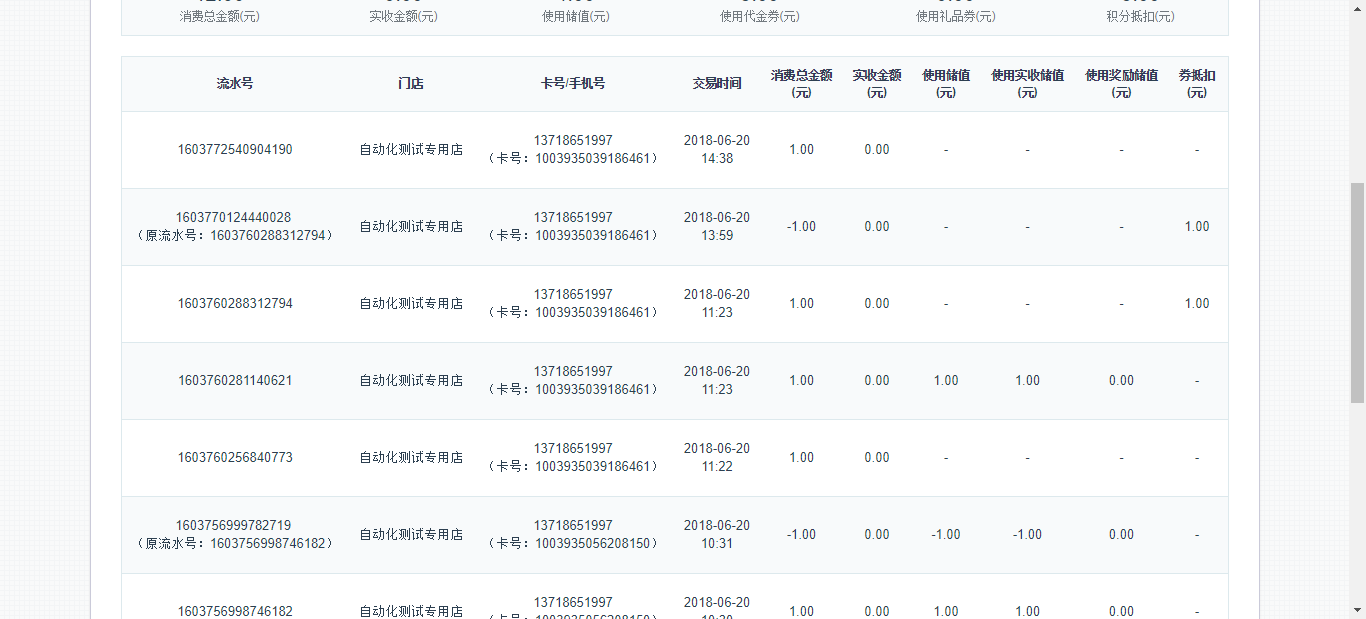 消费总金额(元) 实收金额(元) 使用储值(元) 使用代金券(元) 使用礼品券(元) 积分抵扣(元)
流水号 门店 卡号/手机号 交易时间 消费总金额(元) 实收金额(元) 使用储值(元) 使用实收储值(元) 使用奖励储值(元) 券抵扣(元)
1603772540904190 自动化测试专用店 13718651997 2018-06-20 1.00 0.00 - - - -
（卡号：1003935039186461） 14:38
1603770124440028 自动化测试专用店 13718651997 2018-06-20 -1.00 0.00 - - - 1.00
（原流水号：1603760288312794） （卡号：1003935039186461） 13:59
1603760288312794 自动化测试专用店 13718651997 2018-06-20 1.00 0.00 - - - 1.00
（卡号：1003935039186461） 11:23
1603760281140621 自动化测试专用店 13718651997 2018-06-20 1.00 0.00 1.00 1.00 0.00 -
（卡号：1003935039186461） 11:23
1603760256840773 自动化测试专用店 13718651997 2018-06-20 1.00 0.00 - - - -
（卡号：1003935039186461） 11:22
1603756999782719 自动化测试专用店 13718651997 2018-06-20 -1.00 0.00 -1.00 -1.00 0.00 -
（原流水号：1603756998746182） （卡号：1003935056208150） 10:31
1603756998746182 自动化测试专用店 13718651997 2018-06-20 1.00 0.00 1.00 1.00 0.00 -